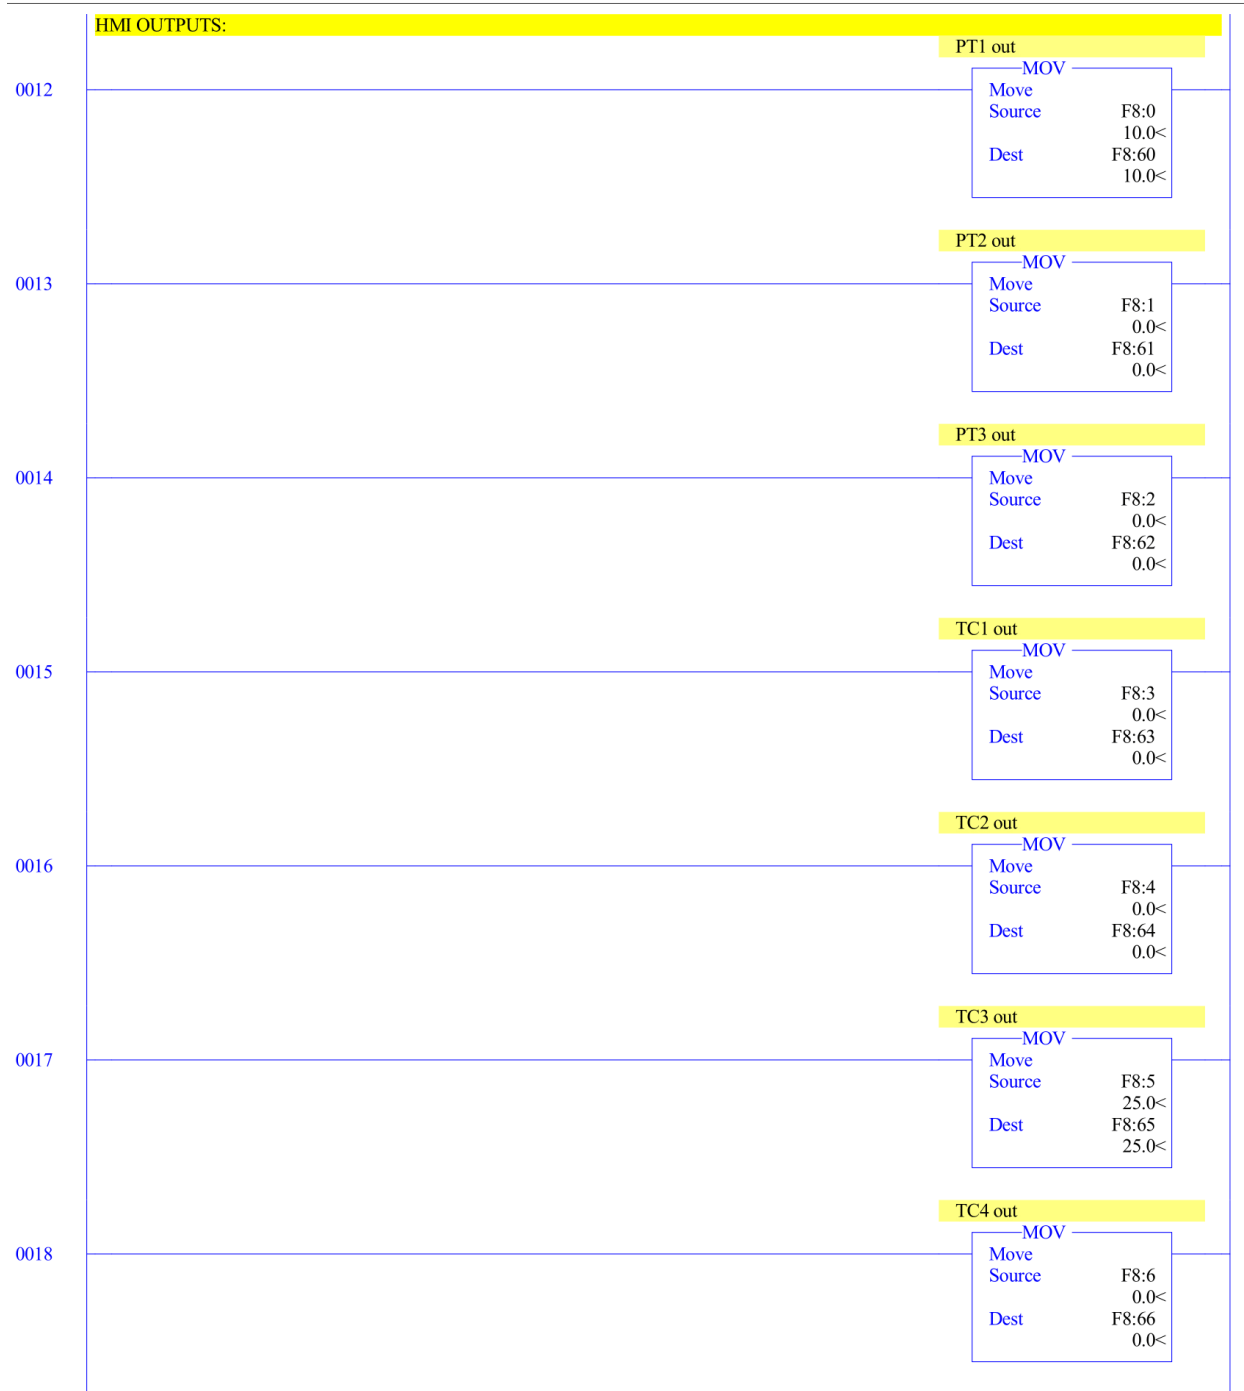 HMI OUTPUTS:
PT1 out
MOV
0012
Move
Source F8:0
10.0<
Dest F8:60
10.0<
PT2 out
MOV
0013
Move
Source F8:1
0.0<
Dest F8:61
0.0<
PT3 out
MOV
0014
Move
Source F8:2
0.0<
Dest F8:62
0.0<
TC1 out
MOV
0015
Move
Source F8:3
0.0<
Dest F8:63
0.0<
TC2 out
MOV
0016
Move
Source F8:4
0.0<
Dest F8:64
0.0<
TC3 out
MOV
0017
Move
Source F8:5
25.0<
Dest F8:65
25.0<
TC4 out
MOV
0018
Move
Source F8:6
0.0<
Dest F8:66
0.0<